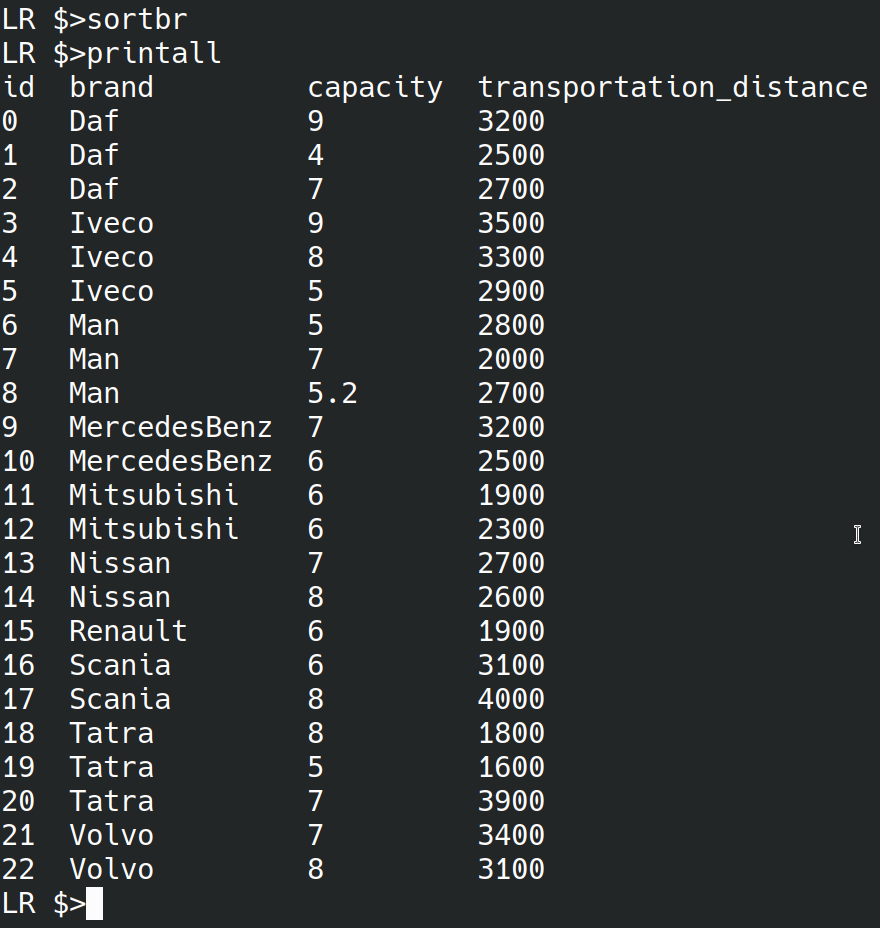 LR $>sortbr
LR $>printall
id  brand         capacity  transportation_distance
0   Daf           9         3200
1   Daf           4         2500
2   Daf           7         2700
3   Iveco         9         3500
4   Iveco         8         3300
5   Iveco         5         2900
6   Man           5         2800
7   Man           7         2000
8   Man           5.2       2700
9   MercedesBenz  7         3200
10  MercedesBenz  6         2500
11  Mitsubishi    6         1900
12  Mitsubishi    6         2300
13  Nissan        7         2700
14  Nissan        8         2600
15  Renault       6         1900
16  Scania        6         3100
17  Scania        8         4000
18  Tatra         8         1800
19  Tatra         5         1600
20  Tatra         7         3900
21  Volvo         7         3400
22  Volvo         8         3100
LR $>